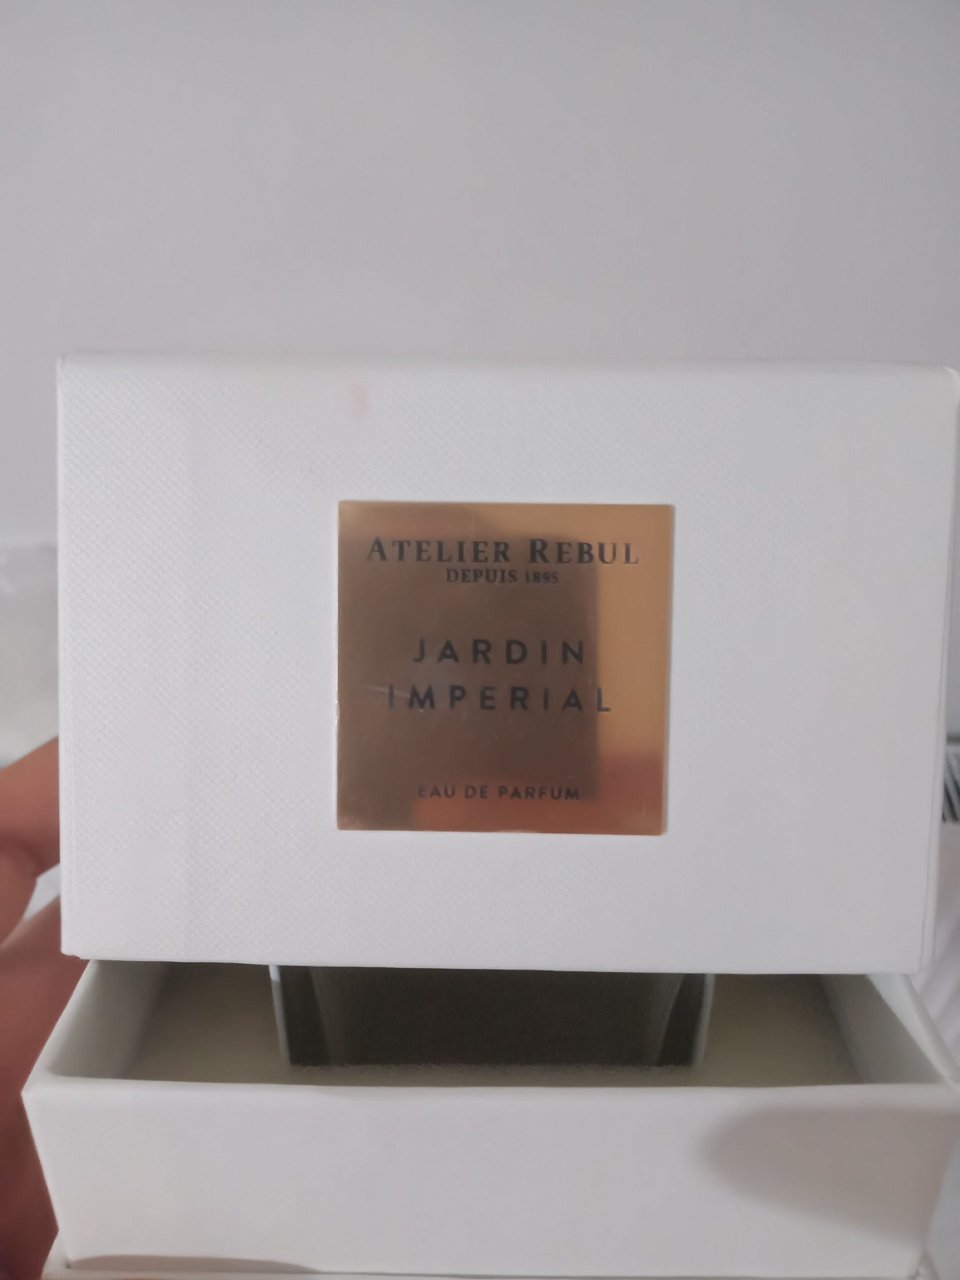 ATELIER REBUL
DEPUIS 1895
JARDIN
IMPERIAL
EAU DE PARFUM